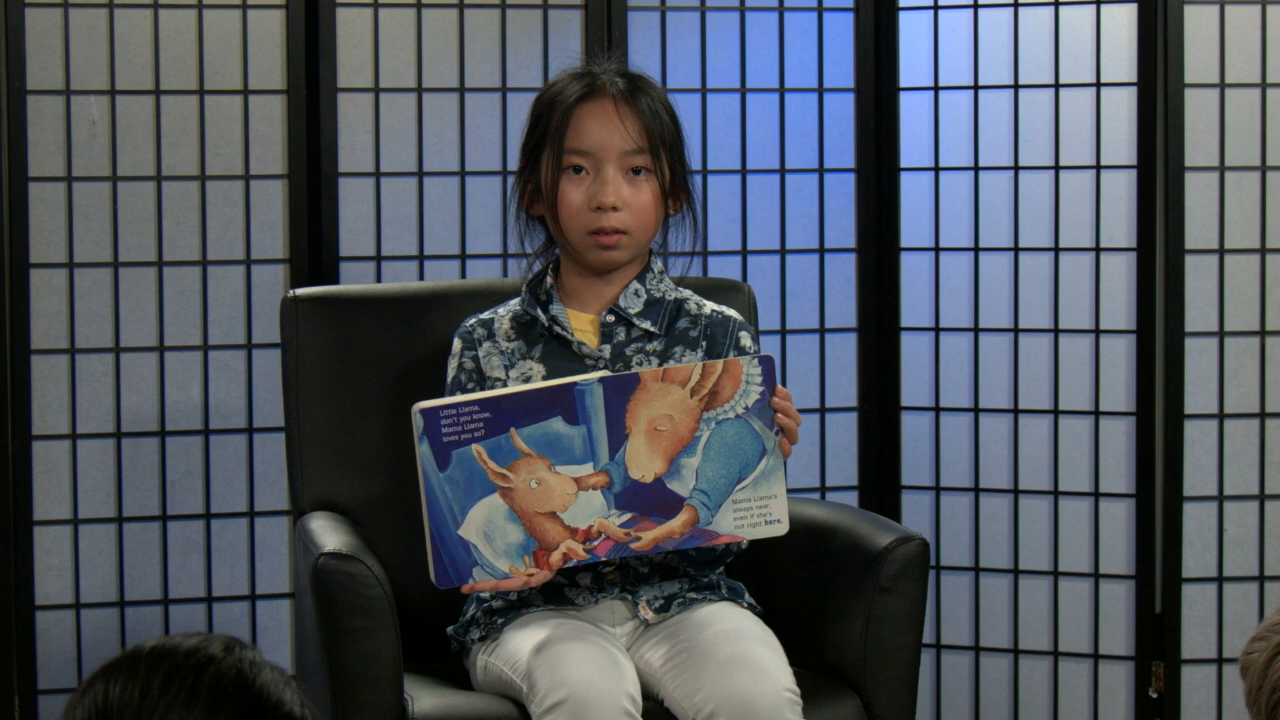 Little Llama,
don't you know,
Mama Llama
loves you so?
Mama Llama's
always near,
even if she's
not right here.